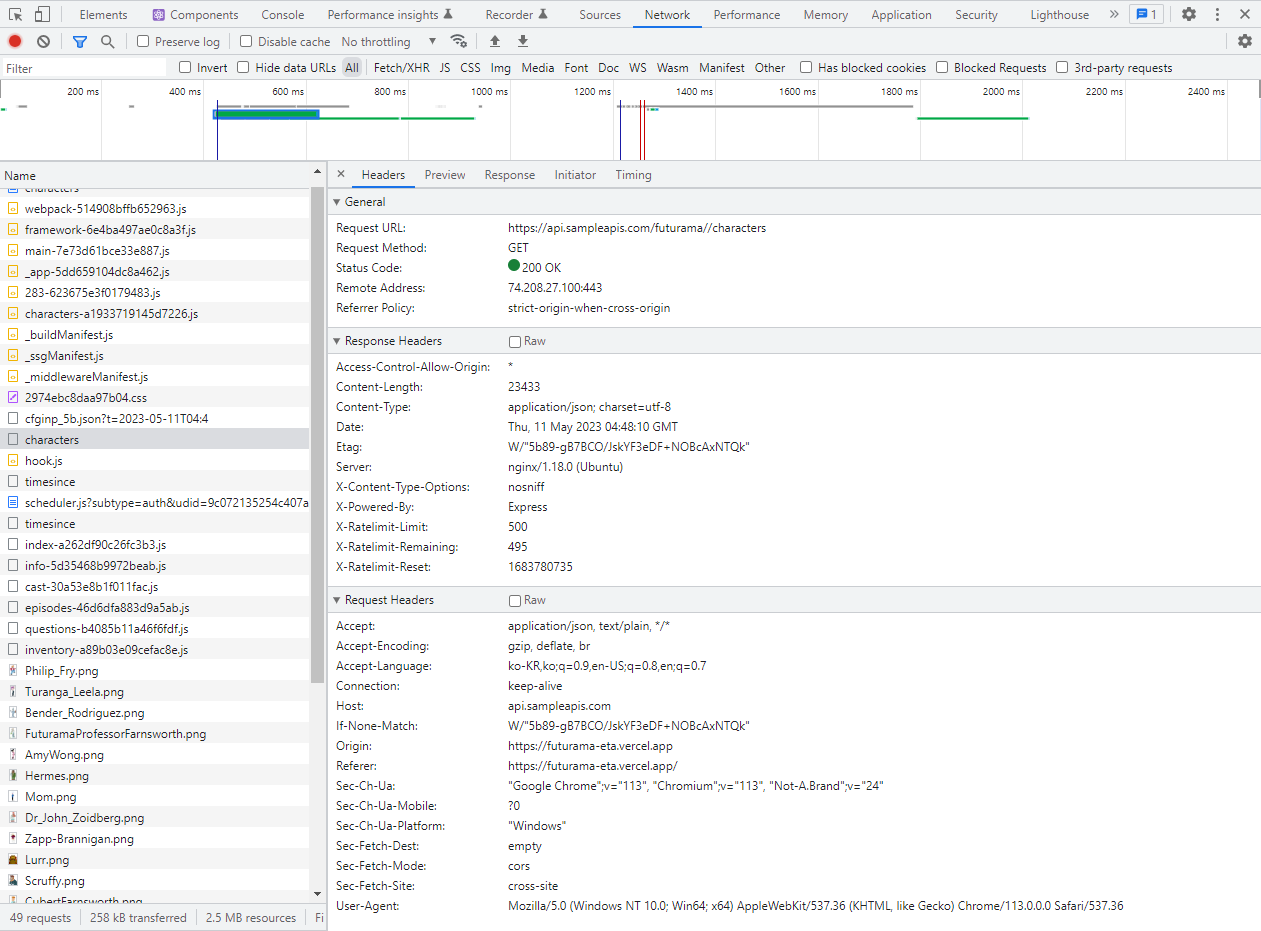 Elements Components Console Performance insights Recorder Sources Network Performance Memory Application Security Lighthouse » 1
Preserve log Disable cache No throttling
Filter Invert Hide data URLs All Fetch/XHR JS CSS Img Media Font Doc WS Wasm Manifest Other Has blocked cookies Blocked Requests 3rd-party requests
200 ms 400 ms 600 ms 800 ms 1000 ms 1200 ms 1400 ms 1600 ms 1800 ms 2000 ms 2200 ms 2400 ms
Name
characters
webpack-514908bffb652963.js
framework-6e4ba497ae0c8a3f.js
main-7e73d61bce33e887.js
_app-5dd659104dc8a462.js
283-623675e3f0179483.js
characters-a1933719145d7226.js
_buildManifest.js
_ssgManifest.js
_middlewareManifest.js
2974ebc8daa97b04.css
cfginp_5b.json?t=2023-05-11T04:4
characters
hook.js
timesince
scheduler.js?subtype=auth&udid=9c072135254c407a
timesince
index-a262df90c26fc3b3.js
info-5d35468b9972beab.js
cast-30a53e8b1f011fac.js
episodes-46d6dfa883d9a5ab.js
questions-b4085b11a46f6fdf.js
inventory-a89b03e09cefac8e.js
Philip_Fry.png
Turanga_Leela.png
Bender_Rodriguez.png
FuturamaProfessorFarnsworth.png
AmyWong.png
Hermes.png
Mom.png
Dr_John_Zoidberg.png
Zapp-Brannigan.png
Lurr.png
Scruffy.png
CubertFarnsworth.png
49 requests 258 kB transferred 2.5 MB resources Fi
Headers Preview Response Initiator Timing
General
Request URL: https://api.sampleapis.com/futurama//characters
Request Method: GET
Status Code: 200 OK
Remote Address: 74.208.27.100:443
Referrer Policy: strict-origin-when-cross-origin
Response Headers Raw
Access-Control-Allow-Origin: *
Content-Length: 23433
Content-Type: application/json; charset=utf-8
Date: Thu, 11 May 2023 04:48:10 GMT
Etag: W/"5b89-gB7BCO/JskYF3eDF+NOBcAxNTQk"
Server: nginx/1.18.0 (Ubuntu)
X-Content-Type-Options: nosniff
X-Powered-By: Express
X-Ratelimit-Limit: 500
X-Ratelimit-Remaining: 495
X-Ratelimit-Reset: 1683780735
Request Headers Raw
Accept: application/json, text/plain, */*
Accept-Encoding: gzip, deflate, br
Accept-Language: ko-KR,ko;q=0.9,en-US;q=0.8,en;q=0.7
Connection: keep-alive
Host: api.sampleapis.com
If-None-Match: W/"5b89-gB7BCO/JskYF3eDF+NOBcAxNTQk"
Origin: https://futurama-eta.vercel.app
Referer: https://futurama-eta.vercel.app/
Sec-Ch-Ua: "Google Chrome";v="113", "Chromium";v="113", "Not-A.Brand";v="24"
Sec-Ch-Ua-Mobile: ?0
Sec-Ch-Ua-Platform: "Windows"
Sec-Fetch-Dest: empty
Sec-Fetch-Mode: cors
Sec-Fetch-Site: cross-site
User-Agent: Mozilla/5.0 (Windows NT 10.0; Win64; x64) AppleWebKit/537.36 (KHTML, like Gecko) Chrome/113.0.0.0 Safari/537.36